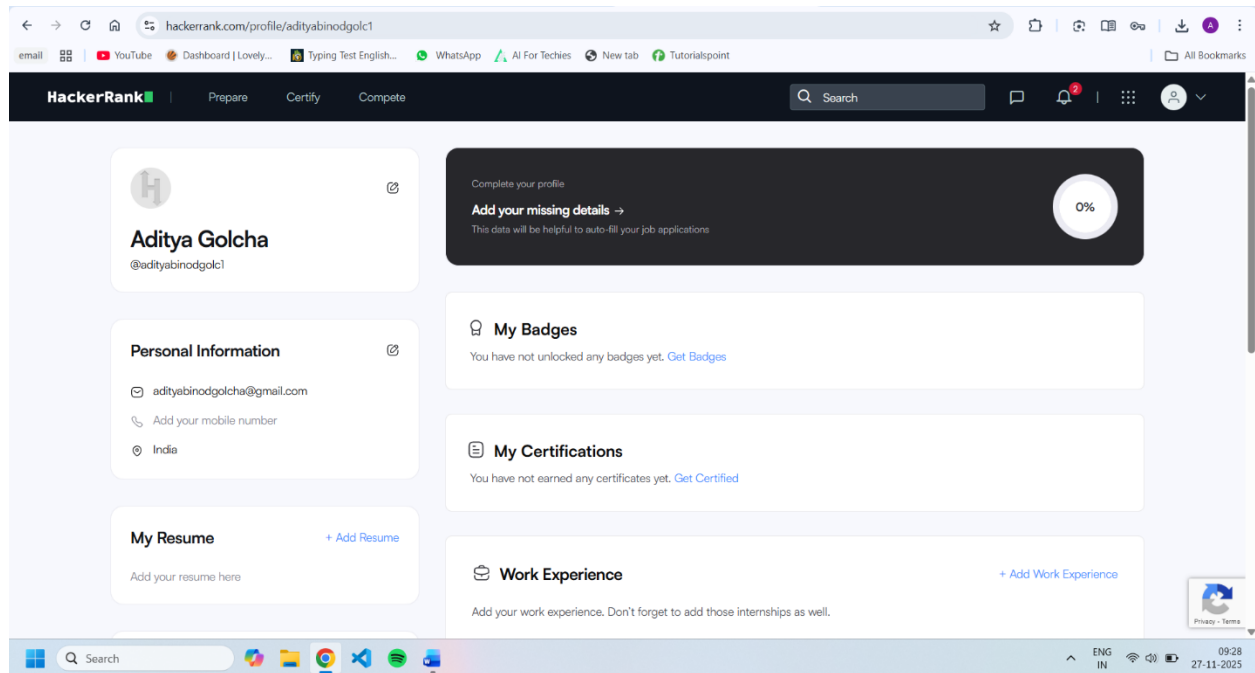 hackerrank.com/profile/adityabinodgolc1
A
email
YouTube
Dashboard | Lovely...
Typing Test English...
WhatsApp
AI For Techies
New tab
Tutorialspoint
All Bookmarks
HackerRank
Prepare
Certify
Compete
Search
2
Aditya Golcha
@adityabinodgolc1
Personal Information
adityabinodgolcha@gmail.com
Add your mobile number
India
My Resume
+ Add Resume
Add your resume here
Complete your profile
Add your missing details →
This data will be helpful to auto-fill your job applications
0%
My Badges
You have not unlocked any badges yet. Get Badges
My Certifications
You have not earned any certificates yet. Get Certified
Work Experience
+ Add Work Experience
Add your work experience. Don't forget to add those internships as well.
Privacy - Terms
Search
ENG
IN
09:28
27-11-2025